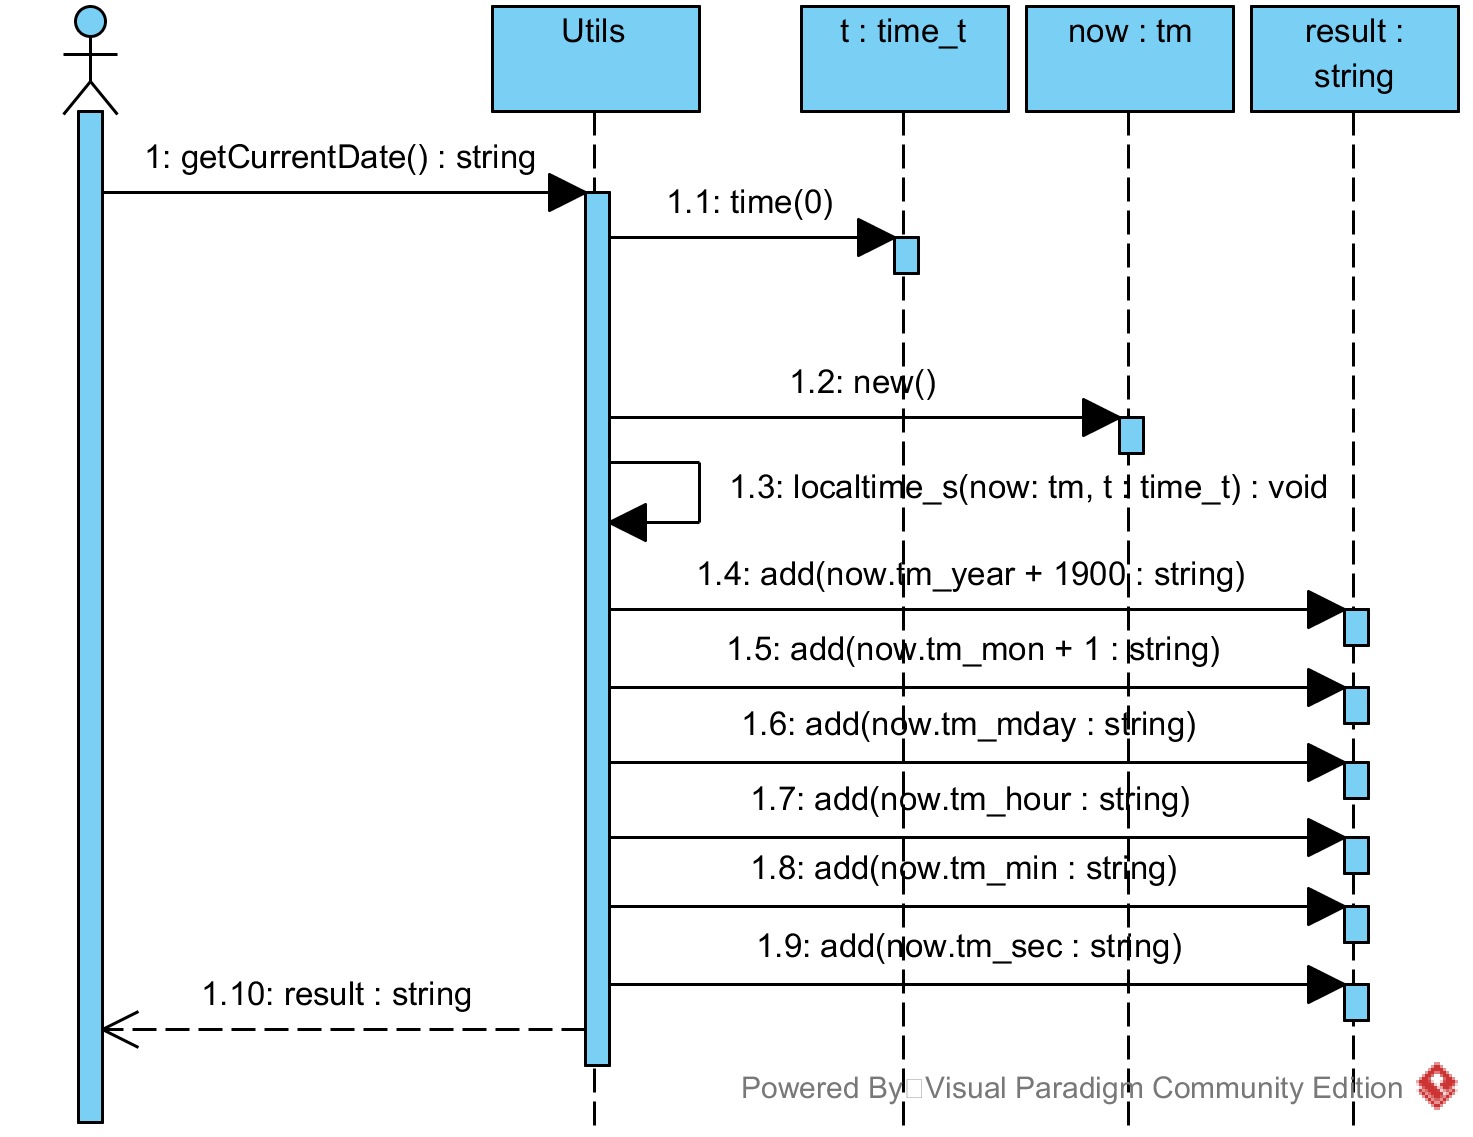 Utils
t : time_t
now : tm
result :
string
1: getCurrentDate() : string
1.1: time(0)
1.2: new()
1.3: localtime_s(now: tm, t : time_t) : void
1.4: add(now.tm_year + 1900 : string)
1.5: add(now.tm_mon + 1 : string)
1.6: add(now.tm_mday : string)
1.7: add(now.tm_hour : string)
1.8: add(now.tm_min : string)
1.9: add(now.tm_sec : string)
1.10: result : string
Powered By Visual Paradigm Community Edition